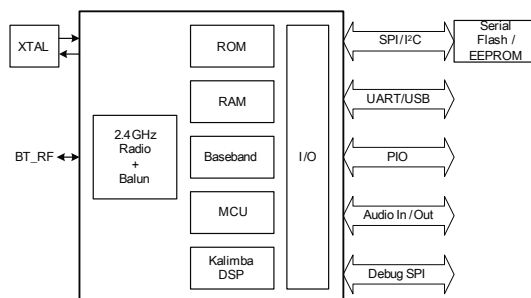 XTAL
BT_RF
2.4GHz
Radio
+
Balun
ROM
RAM
Baseband
MCU
Kalimba
DSP
I/O
SPI/I²C
UART/USB
PIO
Audio In/Out
Debug SPI
Serial
Flash /
EEPROM